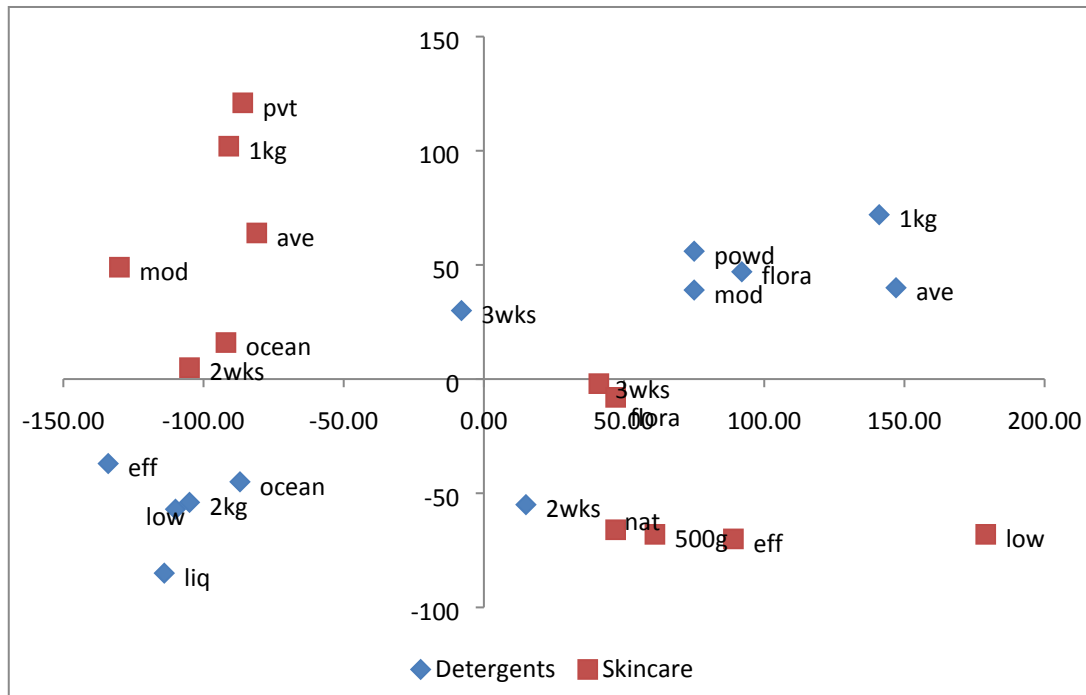 150
pvt
1kg
100
1kg
ave
powd
flora
50
mod
mod
ave
3wks
ocean
2wks
0
3wks
-150.00 -100.00 -50.00 0.00 50.00 100.00 150.00 200.00
flora
eff
ocean
2kg
low
-50
2wks
nat
500g
eff
low
liq
-100
Detergents Skincare